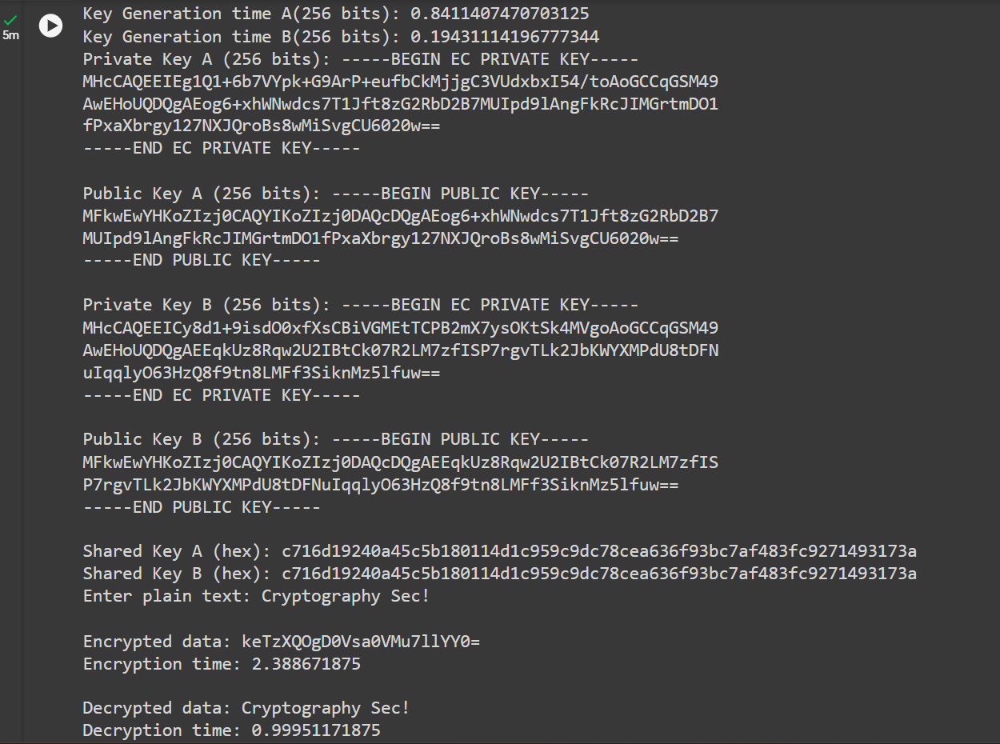 Key Generation time A(256 bits): 0.8411407470703125
5m
Key Generation time B(256 bits): 0.19431114196777344
Private Key A (256 bits): -----BEGIN EC PRIVATE KEY-----
MHcCAQEEIEg1Q1+6b7VYpk+G9ArP+eufbCkMjjgC3VUdxbxI54/toAoGCCqGSM49
AwEHoUQDQgAEog6+xhWNwdcs7T1Jft8zG2RbD2B7MUIpd9lAngFkRcJIMGrtmDO1
fPxaXbrgy127NXJQroBs8wMiSvgCU6020w==
-----END EC PRIVATE KEY-----
Public Key A (256 bits): -----BEGIN PUBLIC KEY-----
MFkwEwYHKoZIzj0CAQYIKoZIzj0DAQcDQgAEog6+xhWNwdcs7T1Jft8zG2RbD2B7
MUIpd9lAngFkRcJIMGrtmDO1fPxaXbrgy127NXJQroBs8wMiSvgCU6020w==
-----END PUBLIC KEY-----
Private Key B (256 bits): -----BEGIN EC PRIVATE KEY-----
MHcCAQEEICy8d1+9isdO0xfXsCBiVGMEtTCPB2mX7ysOKtSk4MVgoAoGCCqGSM49
AwEHoUQDQgAEEqkUz8Rqw2U2IBtCk07R2LM7zfISP7rgvTLk2JbKWYXMPdU8tDFN
uIqqlyO63HzQ8f9tn8LMFf3SiknMz5lfuw==
-----END EC PRIVATE KEY-----
Public Key B (256 bits): -----BEGIN PUBLIC KEY-----
MFkwEwYHKoZIzj0CAQYIKoZIzj0DAQcDQgAEEqkUz8Rqw2U2IBtCk07R2LM7zfIS
P7rgvTLk2JbKWYXMPdU8tDFNuIqqlyO63HzQ8f9tn8LMFf3SiknMz5lfuw==
-----END PUBLIC KEY-----
Shared Key A (hex): c716d19240a45c5b180114d1c959c9dc78cea636f93bc7af483fc9271493173a
Shared Key B (hex): c716d19240a45c5b180114d1c959c9dc78cea636f93bc7af483fc9271493173a
Enter plain text: Cryptography Sec!
Encrypted data: keTzXQOgD0Vsa0VMu7llYY0=
Encryption time: 2.388671875
Decrypted data: Cryptography Sec!
Decryption time: 0.99951171875